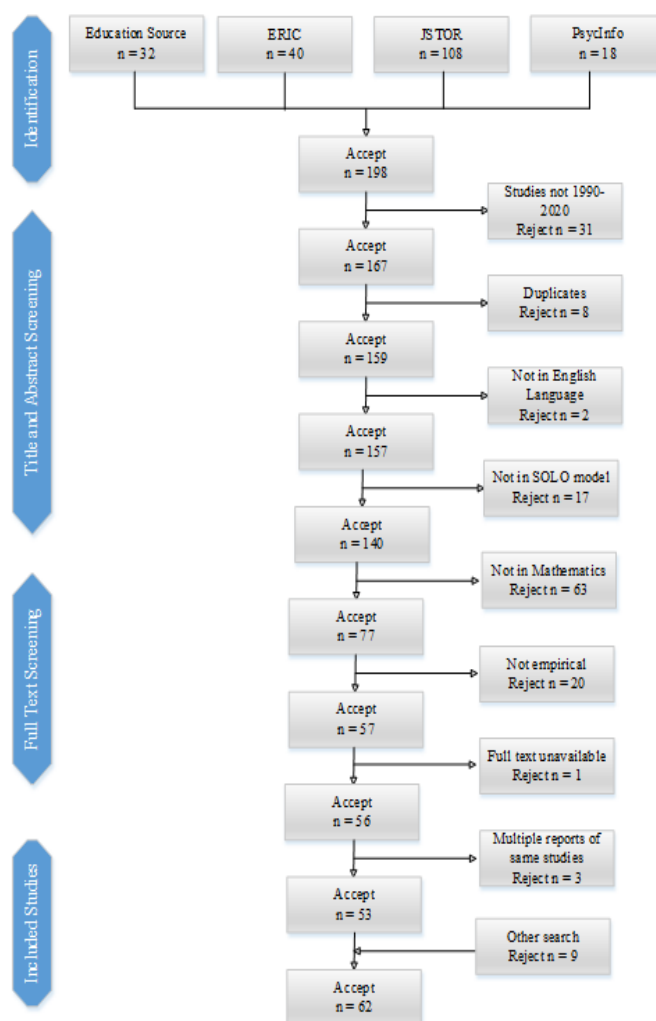 Identification
Education Source
n = 32
ERIC
n = 40
JSTOR
n = 108
PsycInfo
n = 18
Accept
n = 198
Studies not 1990-
2020
Reject n = 31
Title and Abstract Screening
Accept
n = 167
Duplicates
Reject n = 8
Accept
n = 159
Not in English
Language
Reject n = 2
Accept
n = 157
Not in SOLO model
Reject n = 17
Accept
n = 140
Not in Mathematics
Reject n = 63
Full Text Screening
Accept
n = 77
Not empirical
Reject n = 20
Accept
n = 57
Full text unavailable
Reject n = 1
Accept
n = 56
Multiple reports of
same studies
Reject n = 3
Included Studies
Accept
n = 53
Other search
Reject n = 9
Accept
n = 62